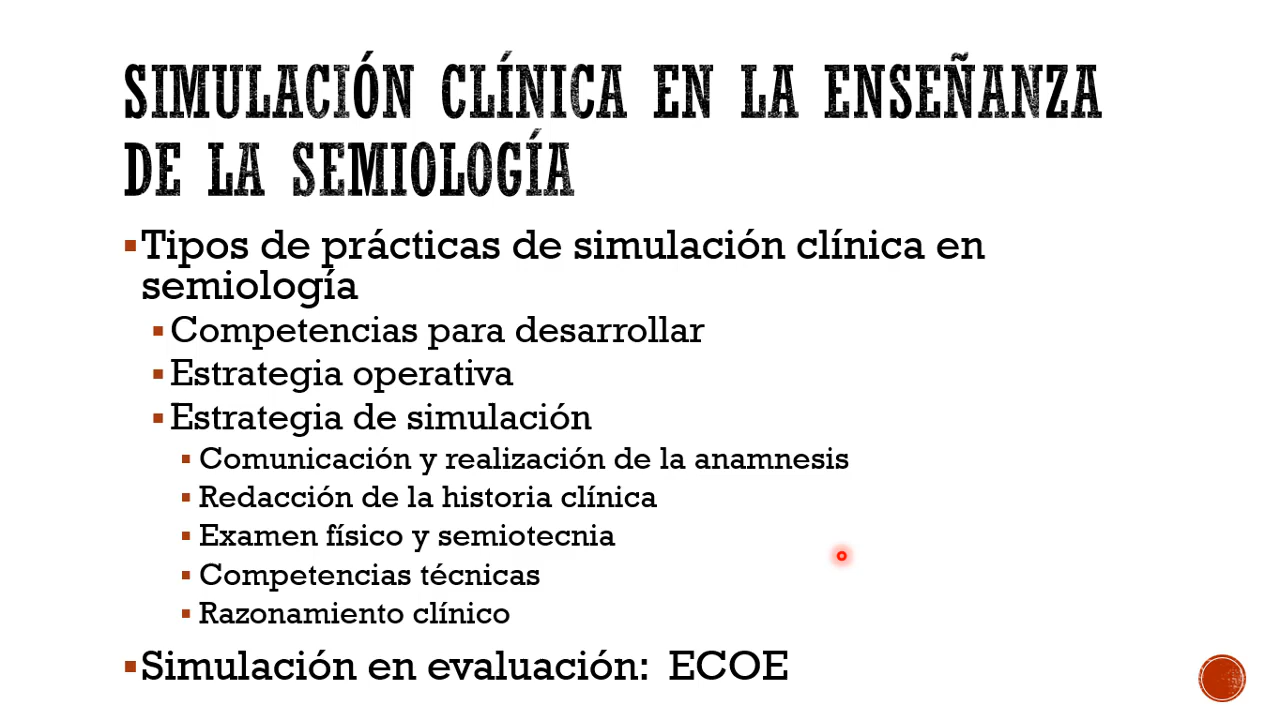 SIMULACIÓN CLÍNICA EN LA ENSEÑANZA
DE LA SEMIOLOGÍA
▪Tipos de prácticas de simulación clínica en
semiología
▪Competencias para desarrollar
▪Estrategia operativa
▪Estrategia de simulación
▪Comunicación y realización de la anamnesis
▪Redacción de la historia clínica
▪Examen físico y semiotecnia
▪Competencias técnicas
▪Razonamiento clínico
▪Simulación en evaluación: ECOE